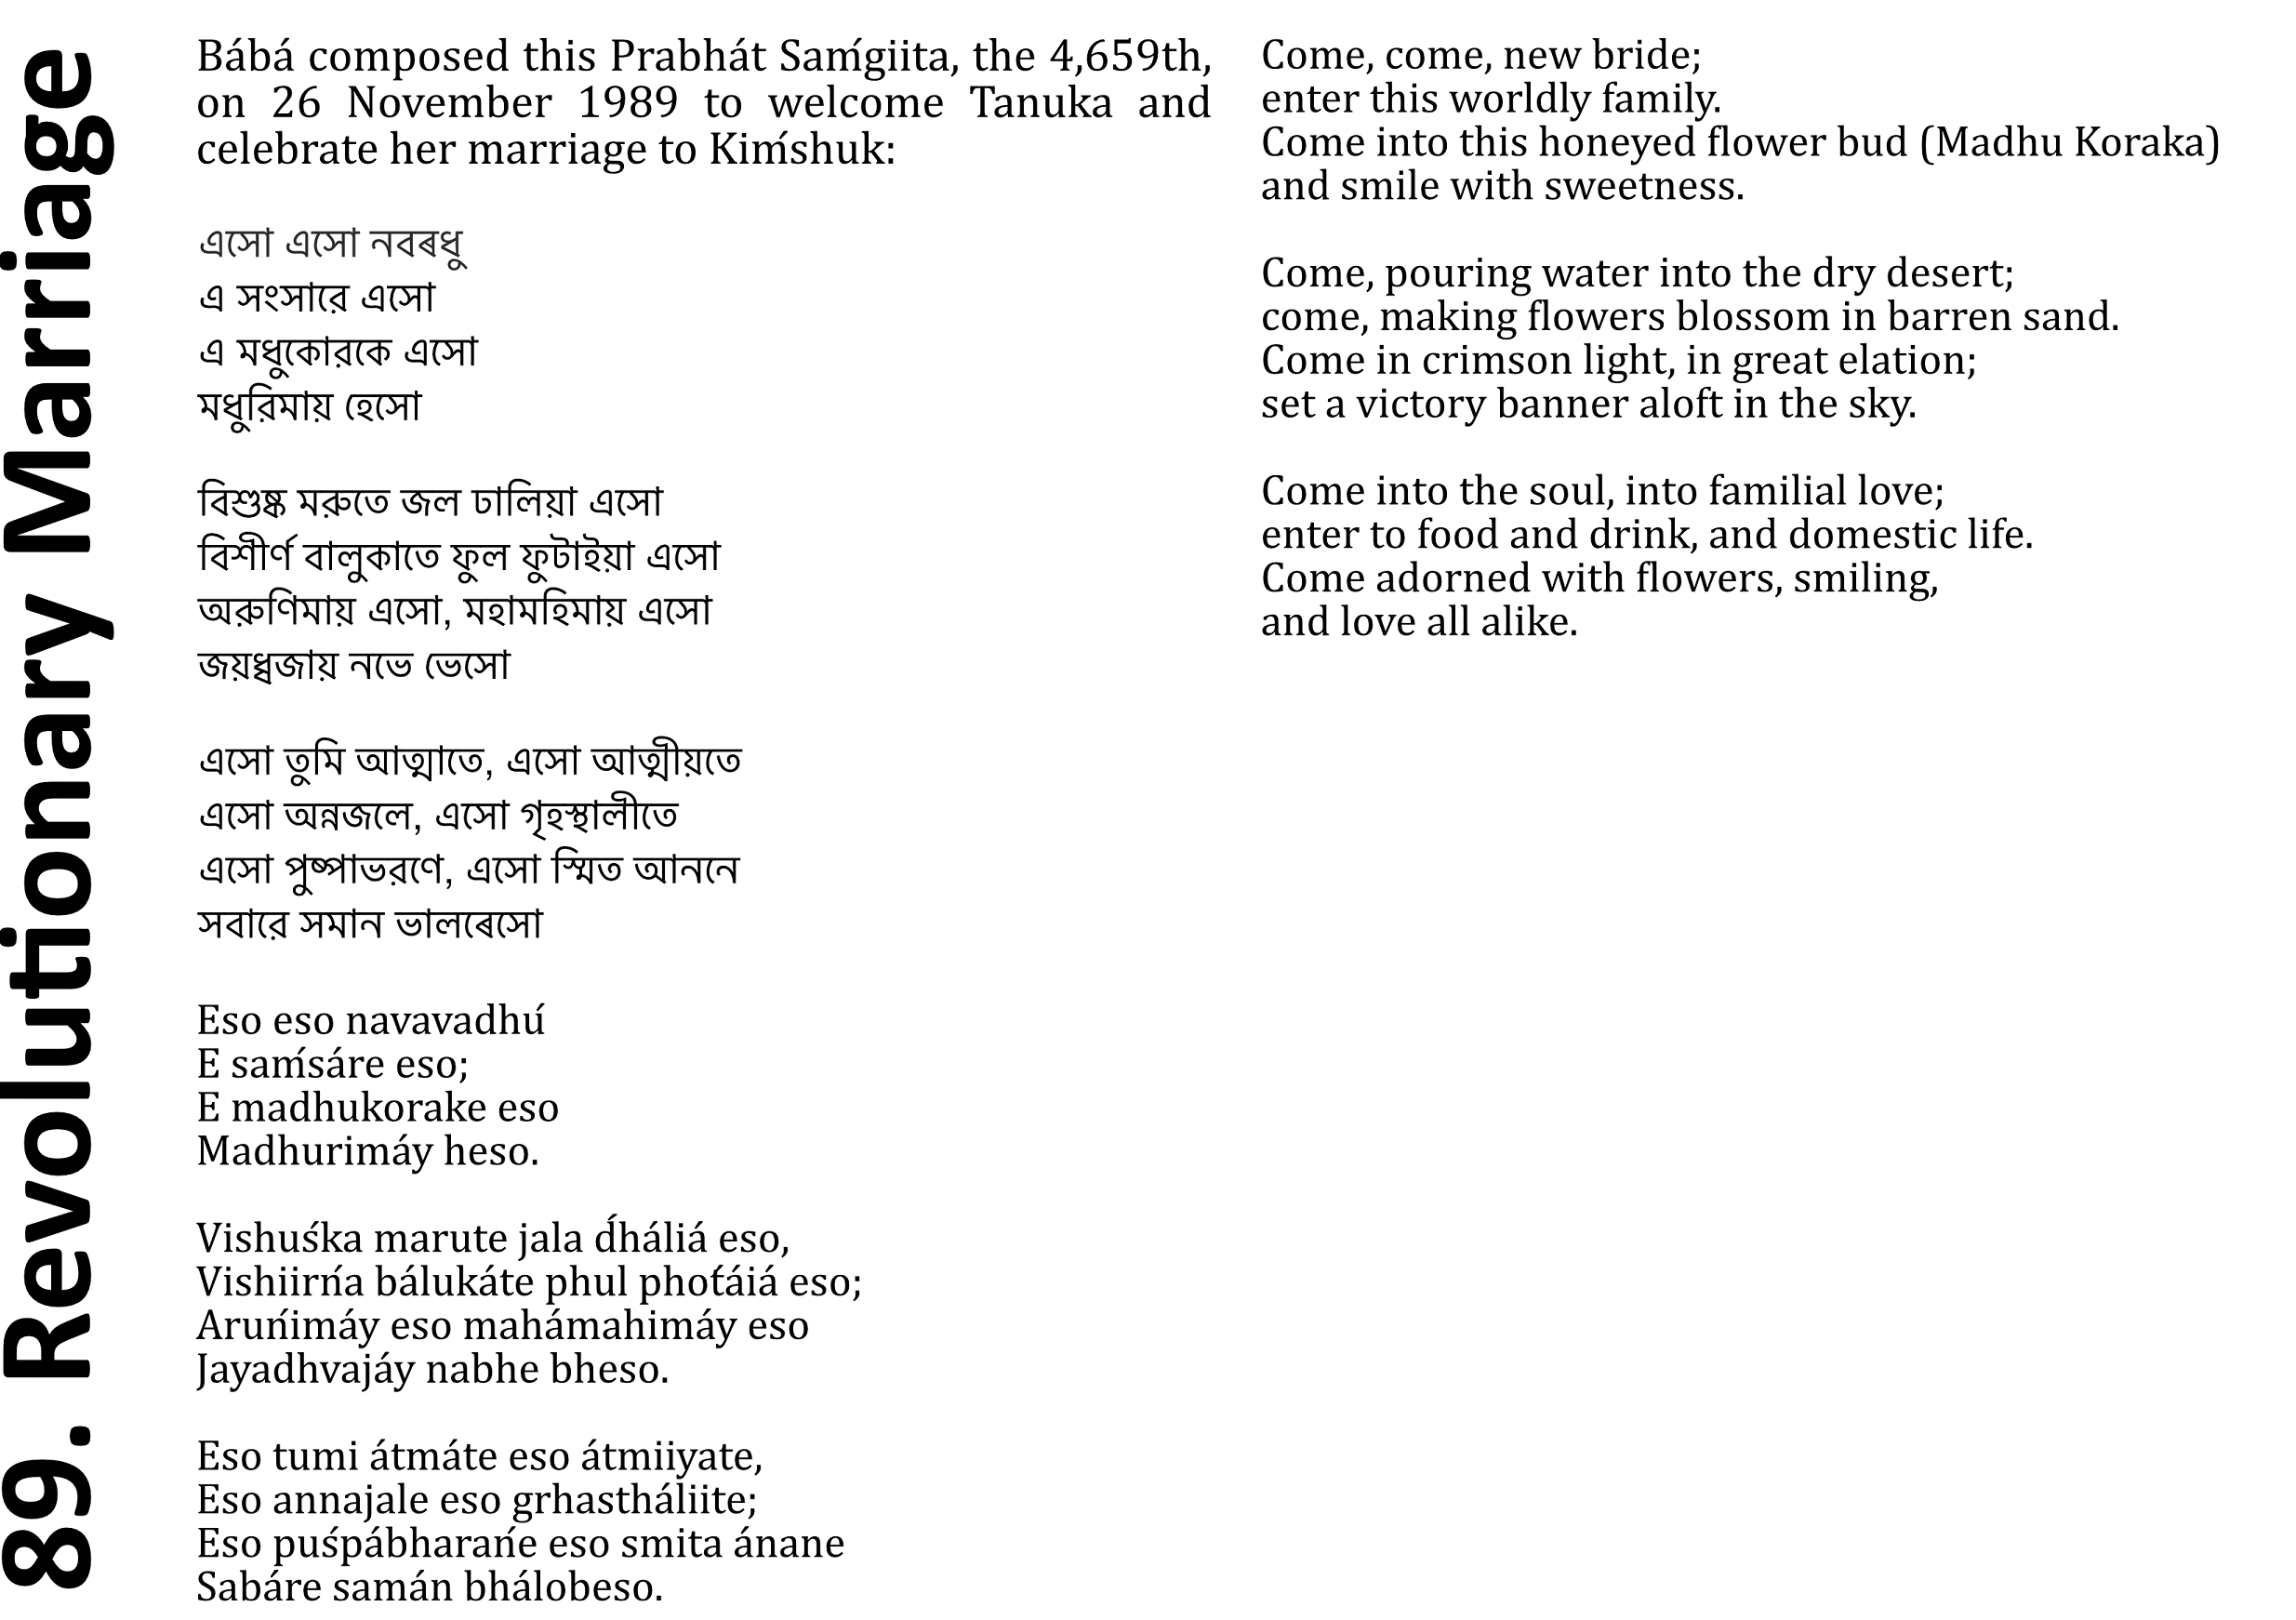 89. Revolutionary Marriage
Bábá composed this Prabhát Saḿgiita, the 4,659th,
on 26 November 1989 to welcome Tanuka and
celebrate her marriage to Kiḿshuk:
এসো এসো নবৰধু
এ সংসারে এসো
এ মধুকোরকে এসো
মধুরিমায় হেসো
বিশুষ্ক মরুতে জল ঢালিয়া এসো
বিশীর্ণ বালুকাতে ফুল ফুটাইয়া এসো
অরুণিমায় এসো, মহামহিমায় এসো
জয়ধ্বজায় নভে ভেসো
এসো তুমি আত্মাতে, এসো আত্মীয়তে
এসো অন্নজলে, এসো গৃহস্থালীতে
এসো পুষ্পাভরণে, এসো স্মিত আননে
সবারে সমান ভালৰেসো
Eso eso navavadhú
E saḿsáre eso;
E madhukorake eso
Madhurimáy heso.
Vishuśka marute jala d́háliá eso,
Vishiirńa bálukáte phul phot́áiá eso;
Aruńimáy eso mahámahimáy eso
Jayadhvajáy nabhe bheso.
Eso tumi átmáte eso átmiiyate,
Eso annajale eso grhastháliite;
Eso puśpábharańe eso smita ánane
Sabáre samán bhálobeso.
Come, come, new bride;
enter this worldly family.
Come into this honeyed flower bud (Madhu Koraka)
and smile with sweetness.
Come, pouring water into the dry desert;
come, making flowers blossom in barren sand.
Come in crimson light, in great elation;
set a victory banner aloft in the sky.
Come into the soul, into familial love;
enter to food and drink, and domestic life.
Come adorned with flowers, smiling,
and love all alike.